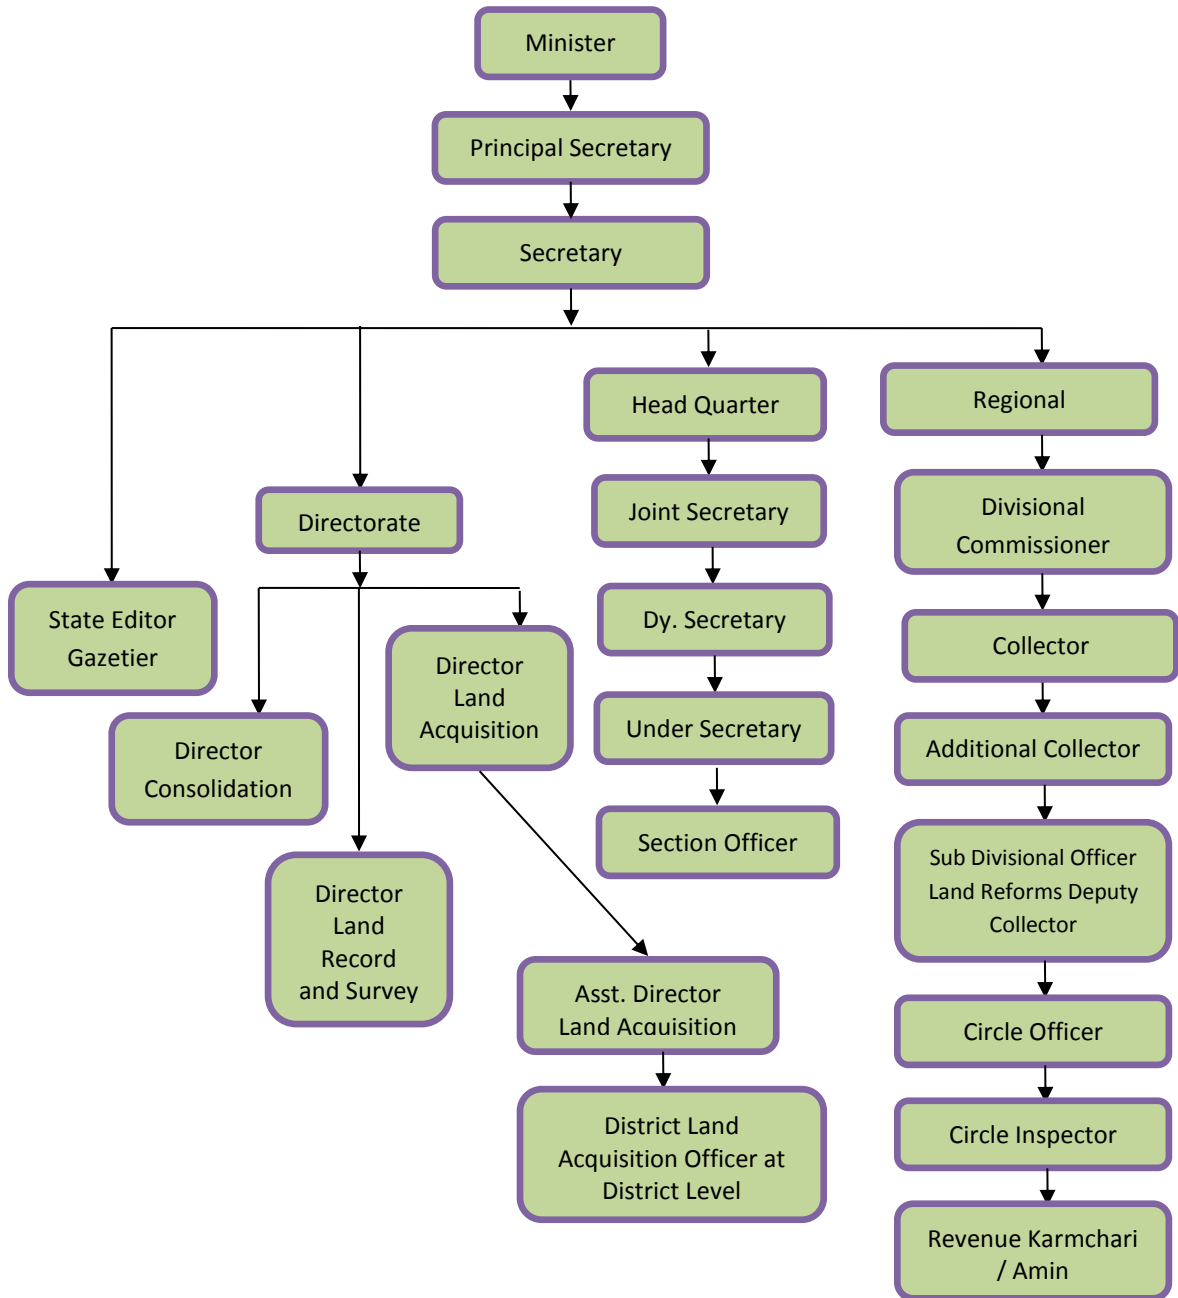 Minister
Principal Secretary
Secretary
Head Quarter
Regional
Directorate
Joint Secretary
Divisional
Commissioner
State Editor
Gazetier
Director
Land
Acquisition
Dy. Secretary
Collector
Director
Consolidation
Under Secretary
Additional Collector
Director
Land
Record
and Survey
Section Officer
Sub Divisional Officer
Land Reforms Deputy
Collector
Asst. Director
Land Acquisition
Circle Officer
District Land
Acquisition Officer at
District Level
Circle Inspector
Revenue Karmchari
/ Amin